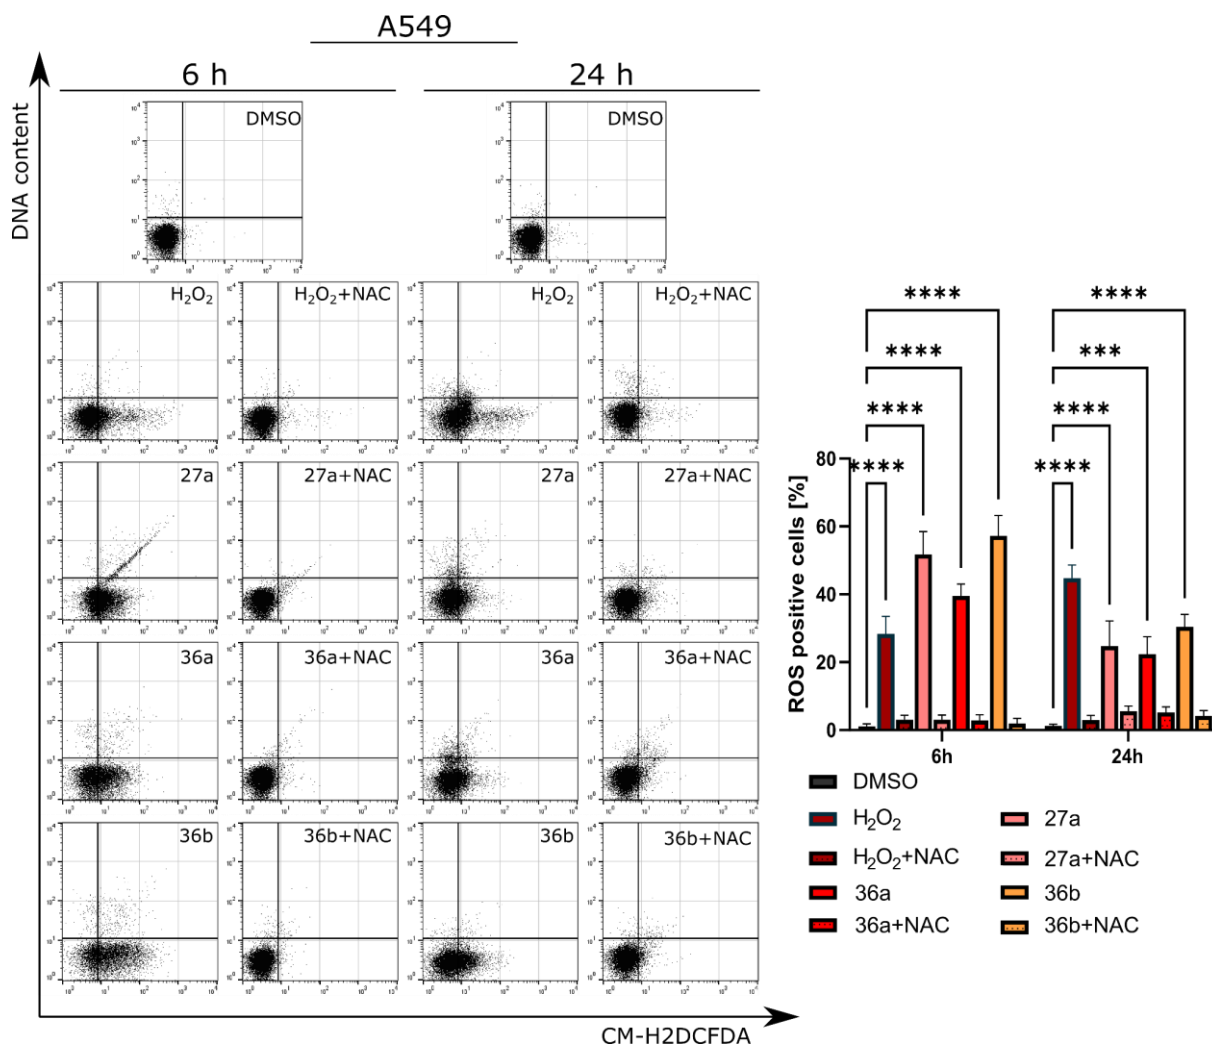 A549
6 h
24 h
DNA content
DMSO
DMSO
H₂O₂
H₂O₂+NAC
H₂O₂
H₂O₂+NAC
27a
27a+NAC
27a
27a+NAC
36a
36a+NAC
36a
36a+NAC
36b
36b+NAC
36b
36b+NAC
CM-H2DCFDA
****
****
****
***
****
****
****
****
ROS positive cells [%]
80
60
40
20
0
6h
24h
DMSO
H₂O₂
27a
H₂O₂+NAC
27a+NAC
36a
36b
36a+NAC
36b+NAC